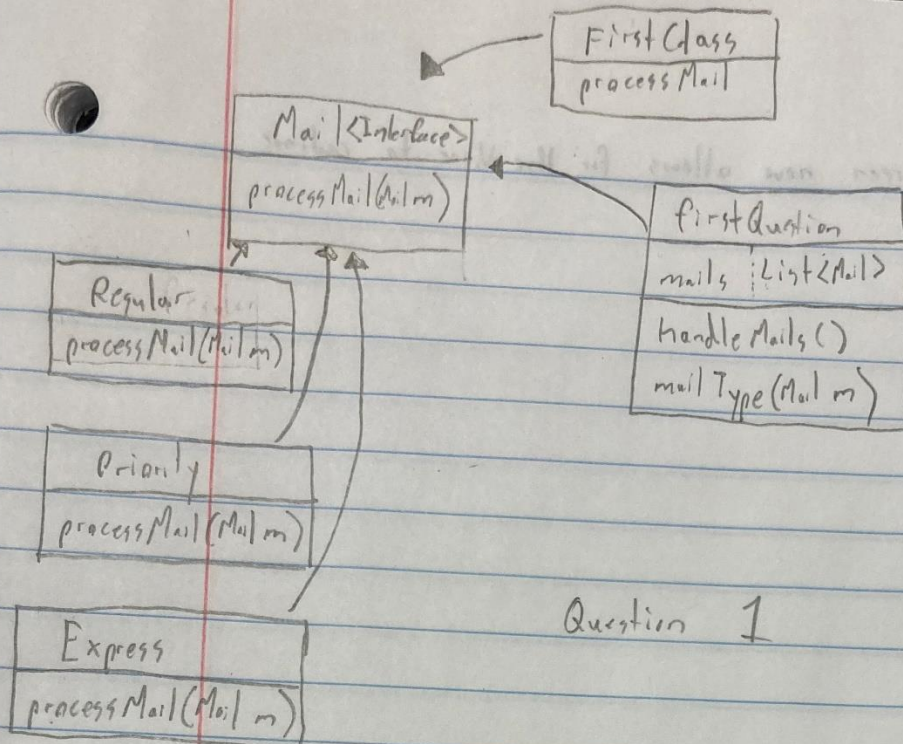 FirstClass
processMail
Mail <Interface>
processMail(Mail m)
firstQuestion
mails : List<Mail>
handleMails()
mailType(Mail m)
Regular
processMail(Mail m)
Priority
processMail(Mail m)
Express
processMail(Mail m)
Question 1